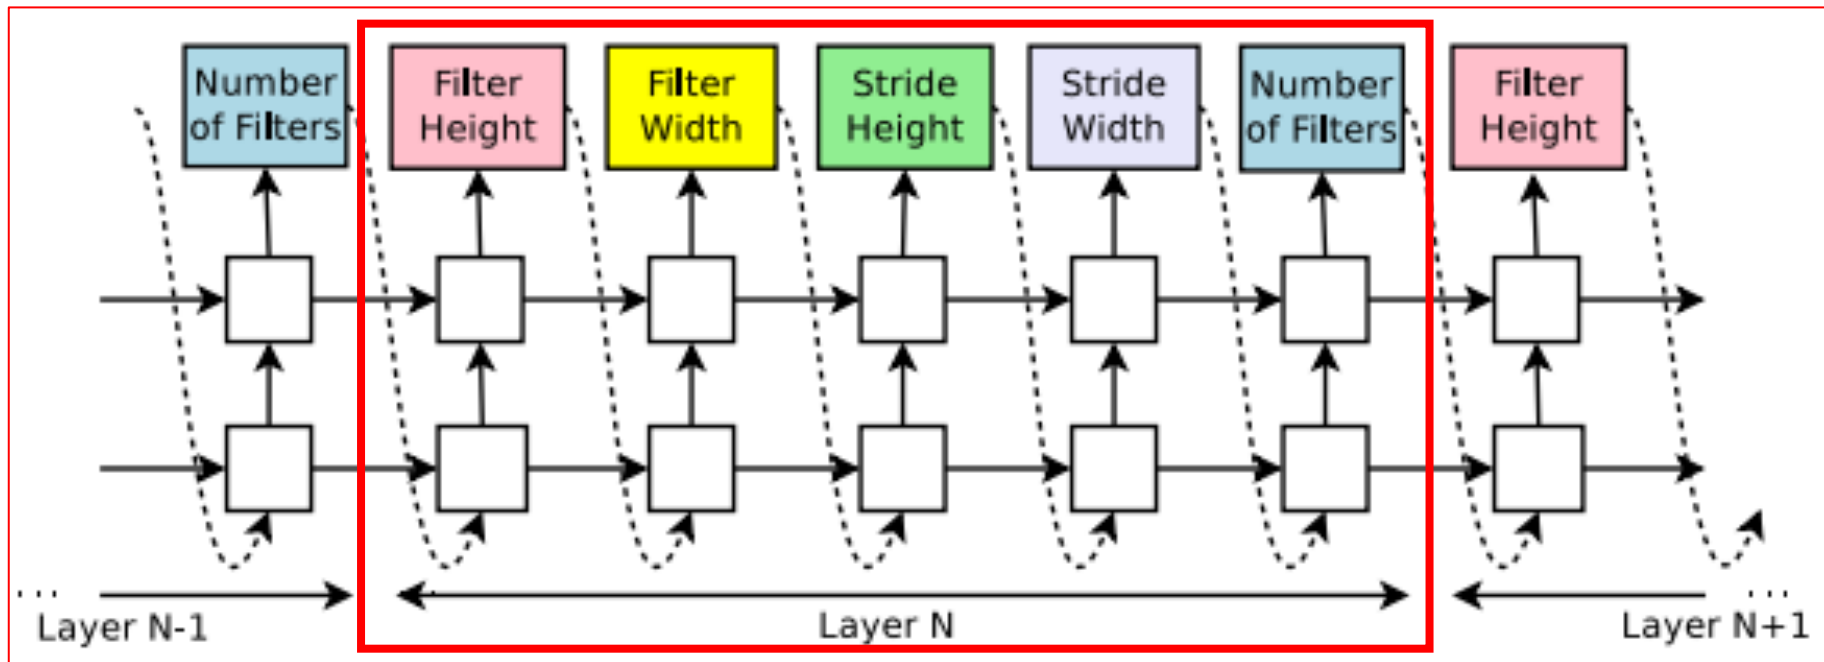 Number
of Filters
Filter
Height
Filter
Width
Stride
Height
Stride
Width
Number
of Filters
Filter
Height
...
Layer N-1
Layer N
...
Layer N+1